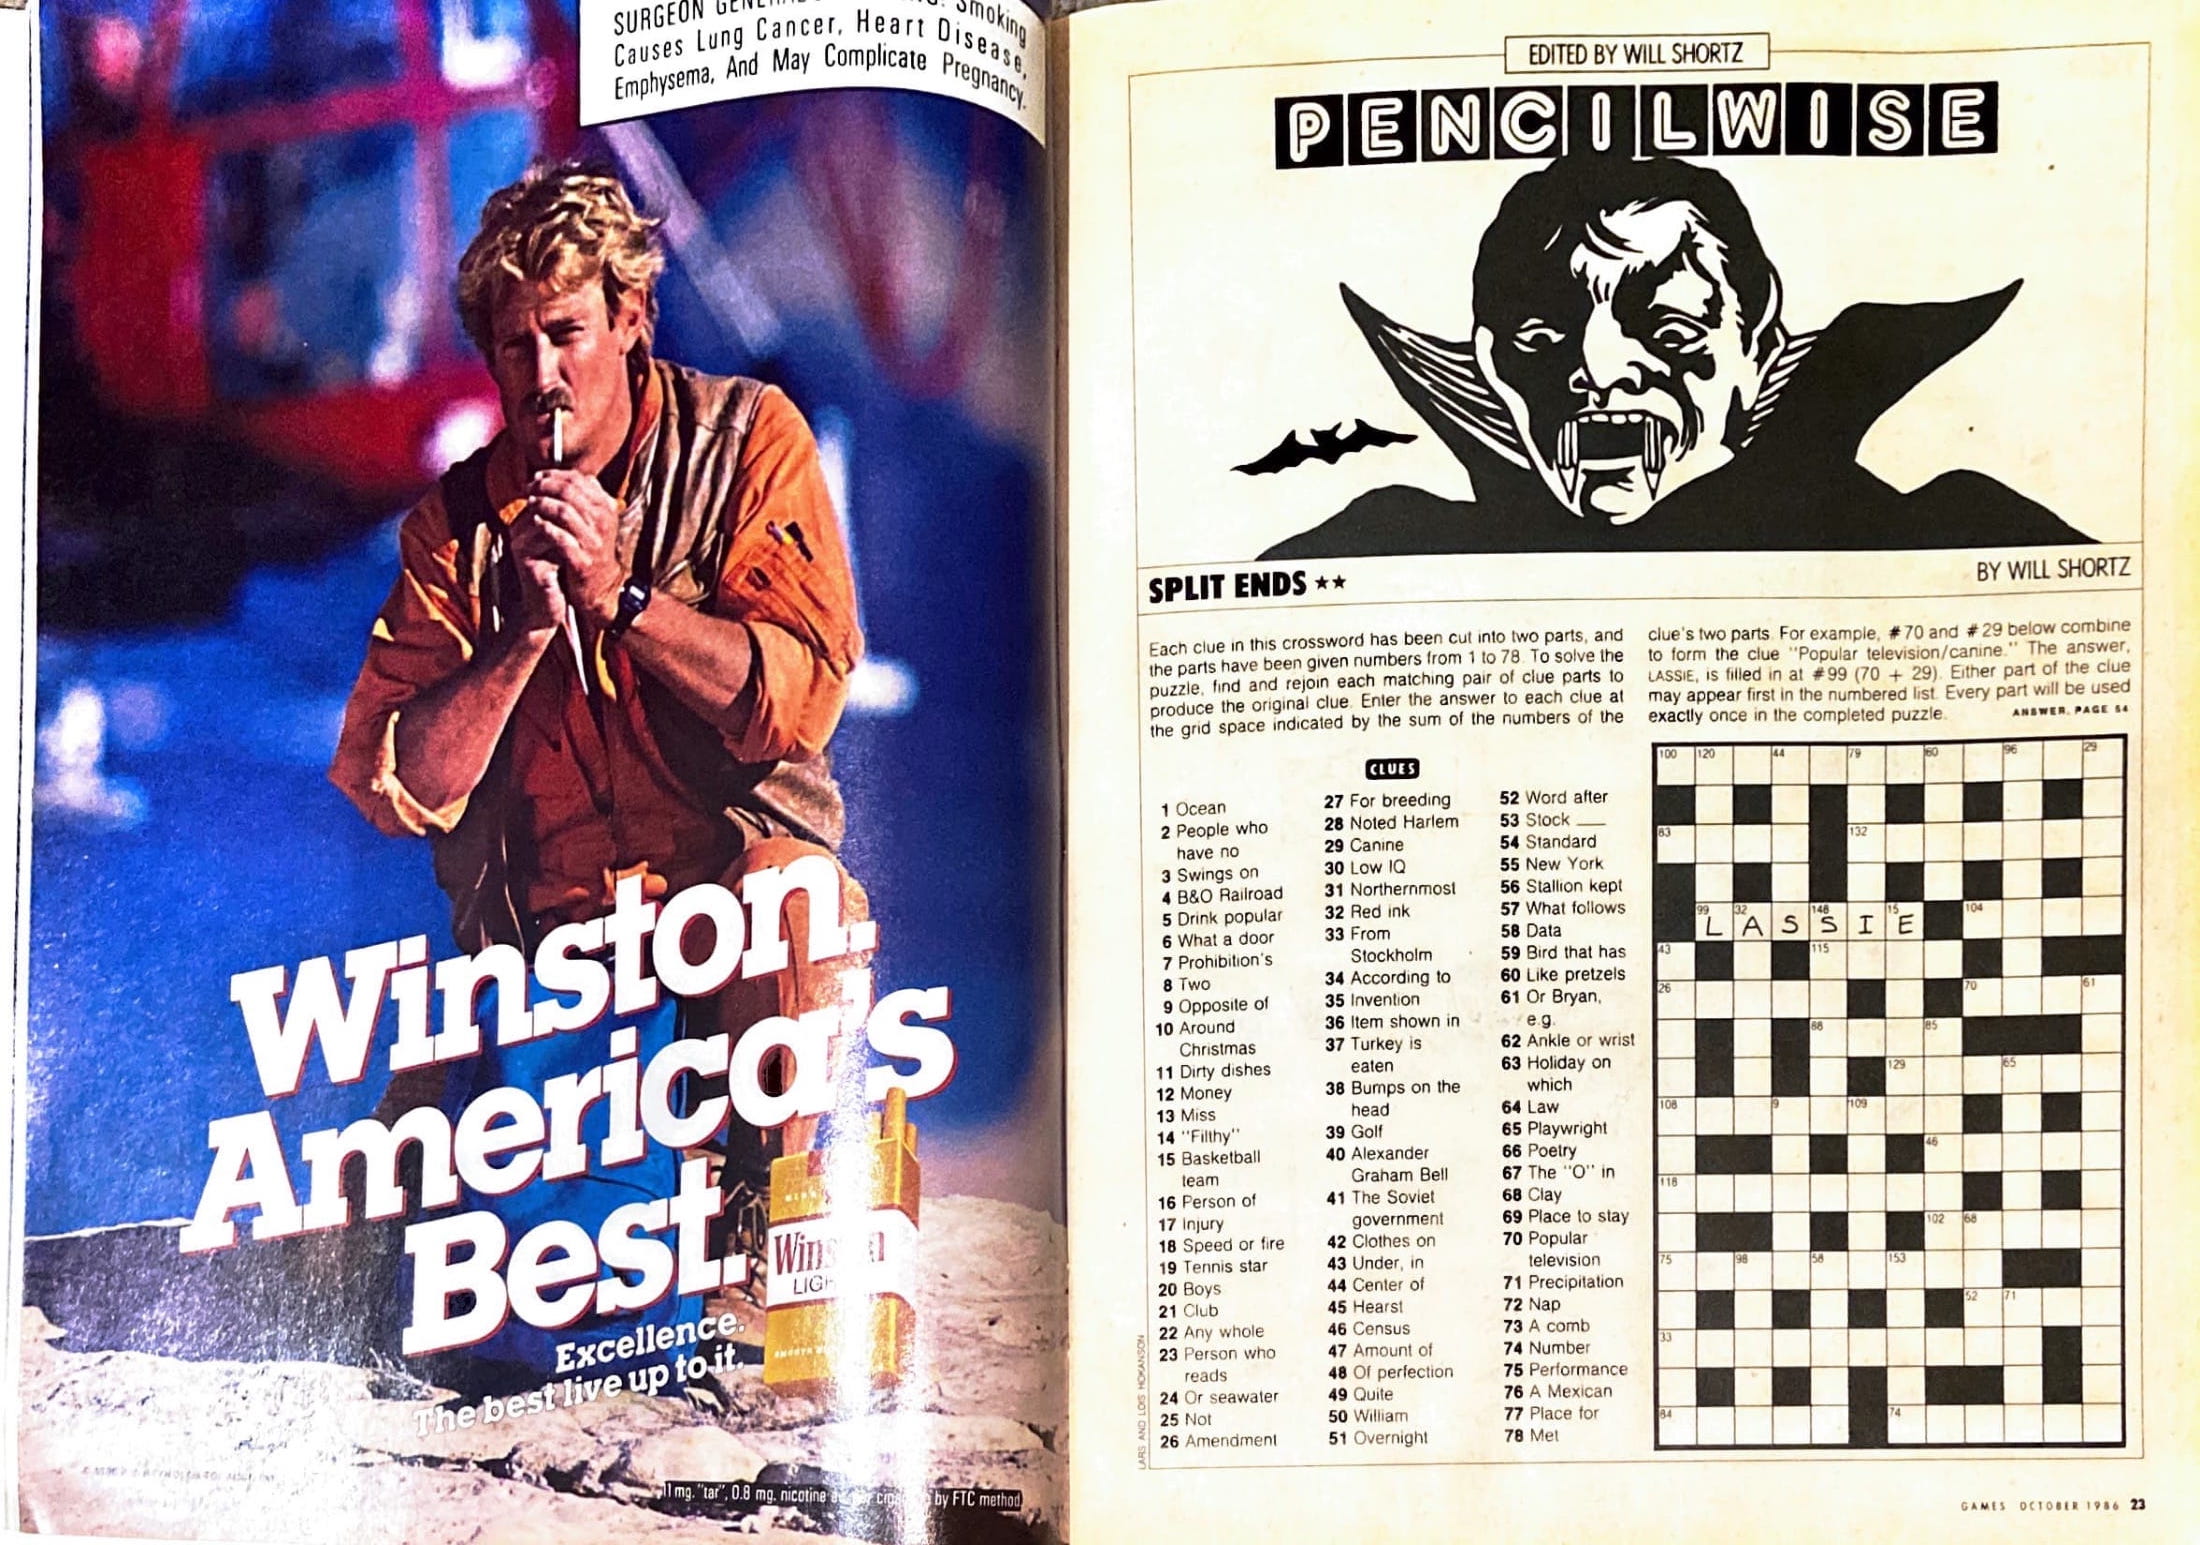 SURGEON Smoking
Causes Lung Cancer, Heart Disease,
Emphysema, And May Complicate Pregnancy.
Winston.
America's
Best.
Excellence.
The best live up to it.
Winston
LIGHTS
11 mg. "tar", 0.8 mg. nicotine by FTC method.
EDITED BY WILL SHORTZ
PENCILWISE
SPLIT ENDS ★★
BY WILL SHORTZ
Each clue in this crossword has been cut into two parts, and
the parts have been given numbers from 1 to 78. To solve the
puzzle, find and rejoin each matching pair of clue parts to
produce the original clue. Enter the answer to each clue at
the grid space indicated by the sum of the numbers of the
clue's two parts. For example, #70 and #29 below combine
to form the clue "Popular television/canine." The answer,
LASSIE, is filled in at #99 (70 + 29). Either part of the clue
may appear first in the numbered list. Every part will be used
exactly once in the completed puzzle. ANSWER, PAGE 54
CLUES
1 Ocean
2 People who
have no
3 Swings on
4 B&O Railroad
5 Drink popular
6 What a door
7 Prohibition's
8 Two
9 Opposite of
10 Around
Christmas
11 Dirty dishes
12 Money
13 Miss
14 "Filthy"
15 Basketball
team
16 Person of
17 Injury
18 Speed or fire
19 Tennis star
20 Boys
21 Club
22 Any whole
23 Person who
reads
24 Or seawater
25 Not
26 Amendment
27 For breeding
28 Noted Harlem
29 Canine
30 Low IQ
31 Northernmost
32 Red ink
33 From
Stockholm
34 According to
35 Invention
36 Item shown in
37 Turkey is
eaten
38 Bumps on the
head
39 Golf
40 Alexander
Graham Bell
41 The Soviet
government
42 Clothes on
43 Under, in
44 Center of
45 Hearst
46 Census
47 Amount of
48 Of perfection
49 Quite
50 William
51 Overnight
52 Word after
53 Stock ___
54 Standard
55 New York
56 Stallion kept
57 What follows
58 Data
59 Bird that has
60 Like pretzels
61 Or Bryan,
e.g.
62 Ankle or wrist
63 Holiday on
which
64 Law
65 Playwright
66 Poetry
67 The "O" in
68 Clay
69 Place to stay
70 Popular
television
71 Precipitation
72 Nap
73 A comb
74 Number
75 Performance
76 A Mexican
77 Place for
78 Met
100 120 44 79 60 96 29
83 132
99 32 148 15 104
L A S S I E
43 115
26 70 61
88 85
129 65
108 9 109
46
118
102 68
75 98 58 153
52 71
33
84 74
LARS AND LOIS HOKANSON
GAMES OCTOBER 1986 23